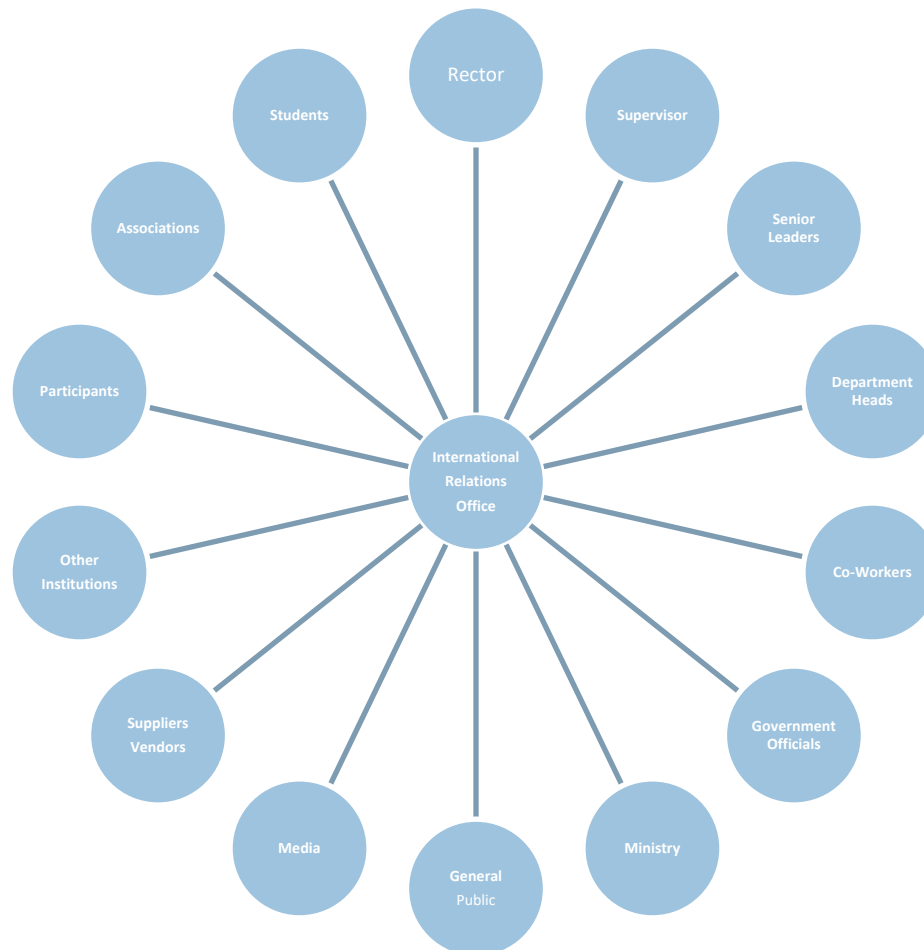 Rector
Students
Supervisor
Associations
Senior
Leaders
Participants
Department
Heads
International
Relations
Office
Other
Institutions
Co-Workers
Suppliers
Vendors
Government
Officials
Media
Ministry
General
Public